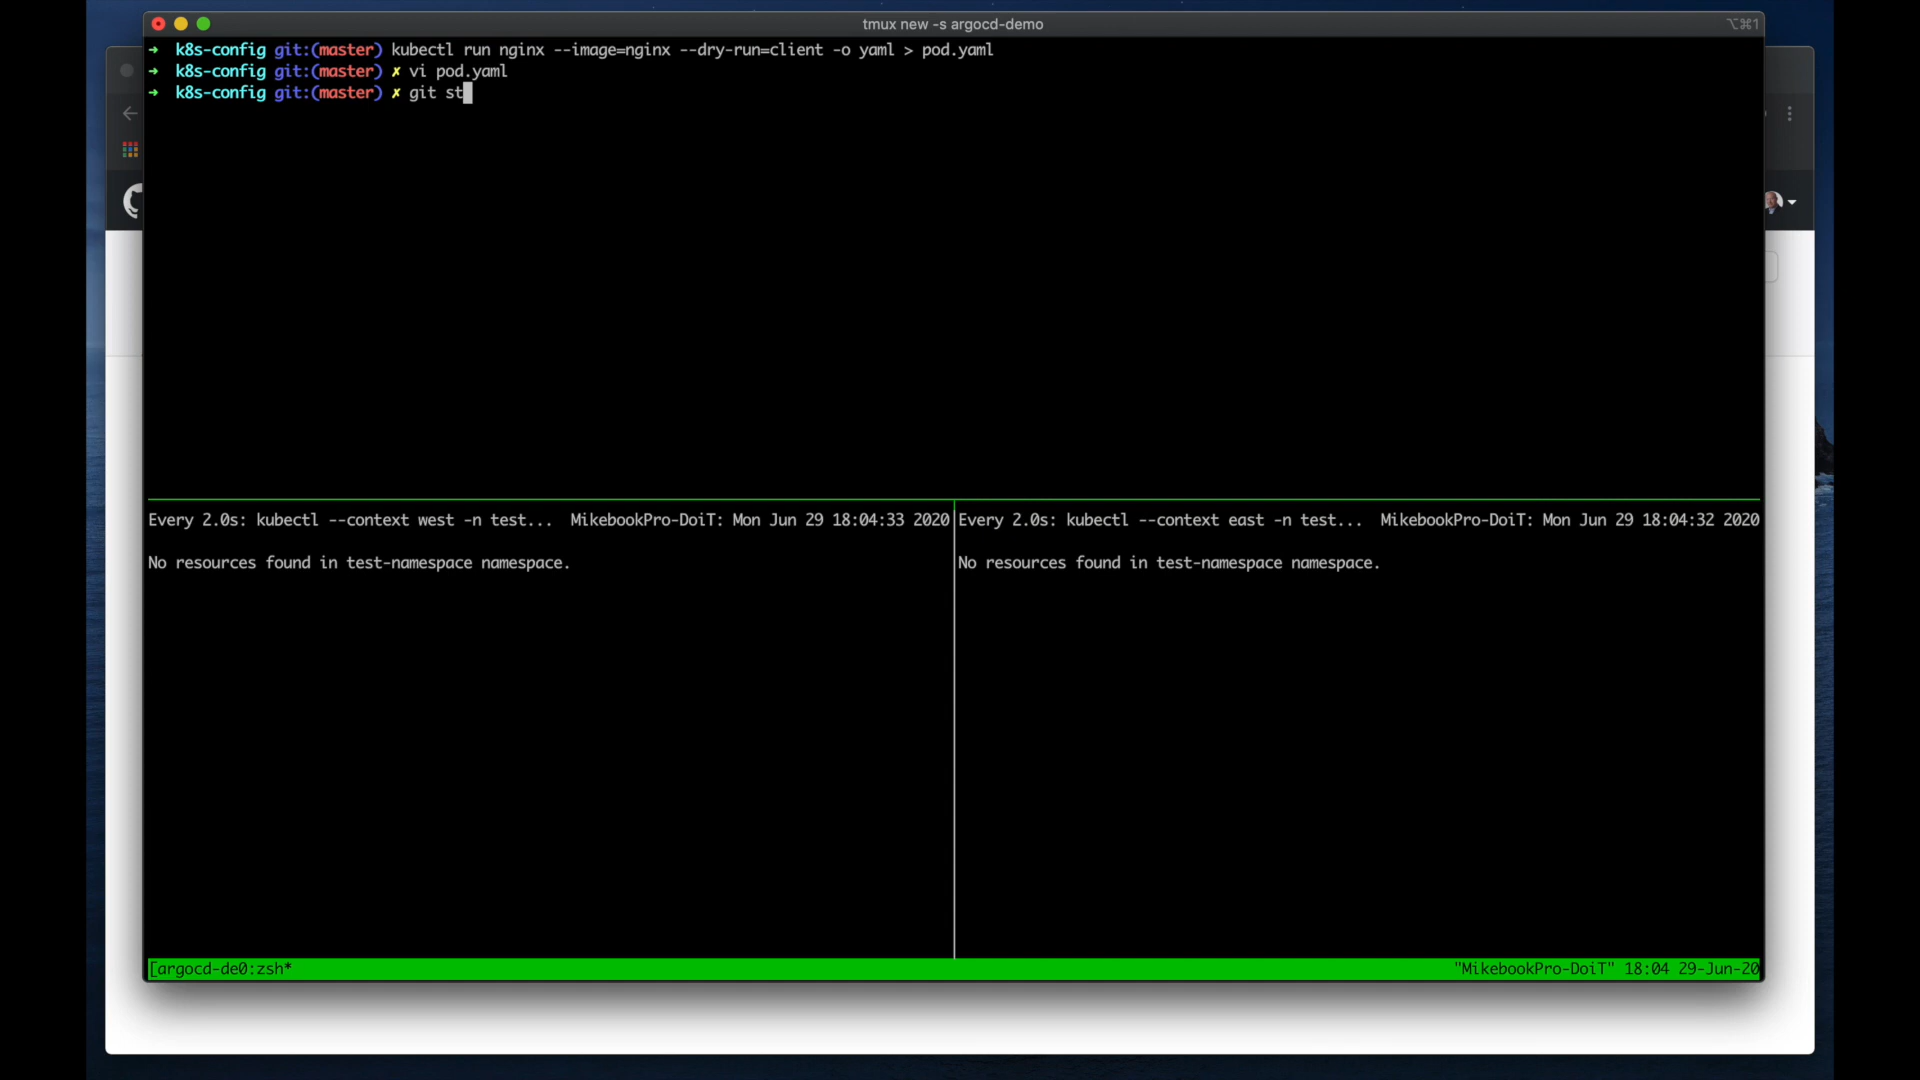 tmux new -s argocd-demo
⌥⌘1
➜ k8s-config git:(master) kubectl run nginx --image=nginx --dry-run=client -o yaml > pod.yaml
➜ k8s-config git:(master) ✗ vi pod.yaml
➜ k8s-config git:(master) ✗ git st
Every 2.0s: kubectl --context west -n test... MikebookPro-DoiT: Mon Jun 29 18:04:33 2020
No resources found in test-namespace namespace.
Every 2.0s: kubectl --context east -n test... MikebookPro-DoiT: Mon Jun 29 18:04:32 2020
No resources found in test-namespace namespace.
[argocd-de0:zsh* "MikebookPro-DoiT" 18:04 29-Jun-20